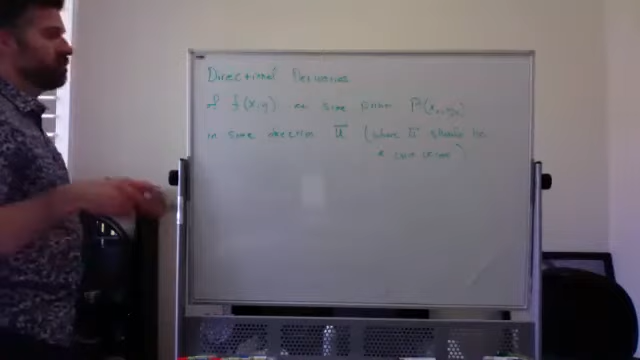 Directional Derivatives
of f(x,y) at some point P(x₀,y₀)
in some direction u (where u should be
a unit vector)